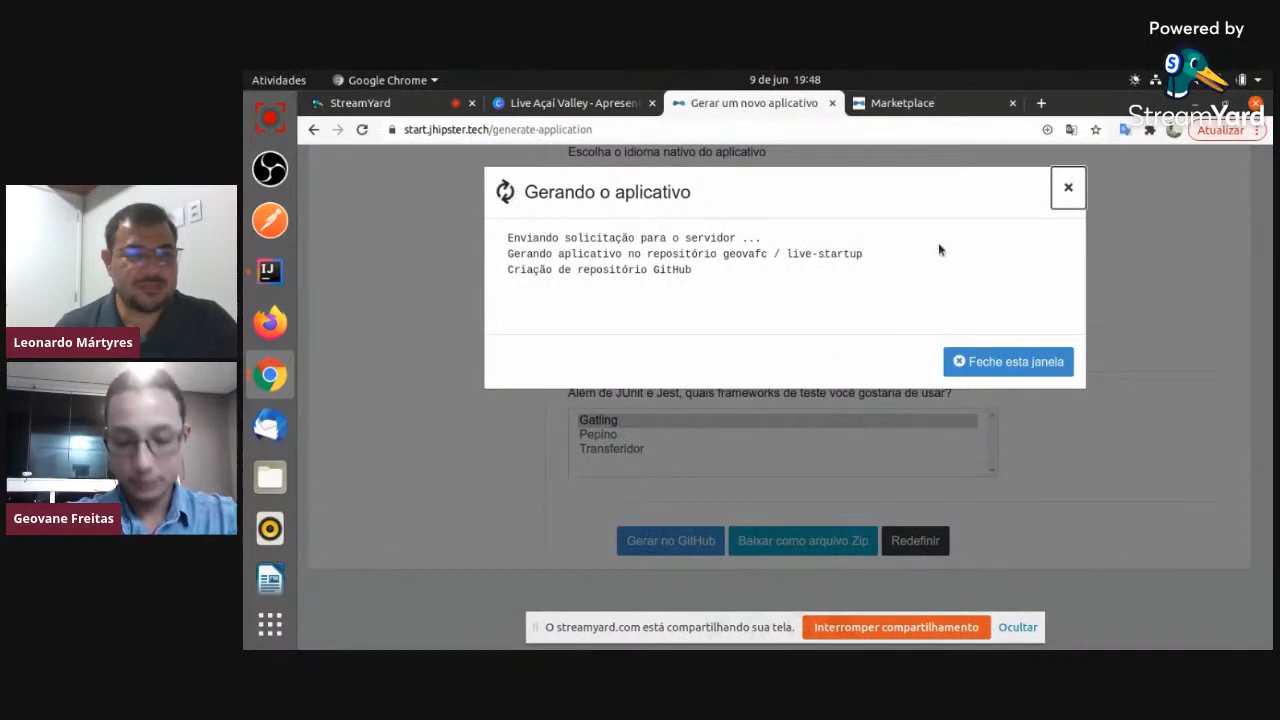 Powered by
StreamYard
Atividades
Google Chrome
9 de jun 19:48
StreamYard
Live Açaí Valley - Apresent
Gerar um novo aplicativo
Marketplace
start.jhipster.tech/generate-application
Atualizar
Escolha o idioma nativo do aplicativo
Gerando o aplicativo
Enviando solicitação para o servidor ...
Gerando aplicativo no repositório geovafc / live-startup
Criação de repositório GitHub
Feche esta janela
Além de JUnit e Jest, quais frameworks de teste você gostaria de usar?
Gatling
Pepino
Transferidor
Gerar no GitHub
Baixar como arquivo Zip
Redefinir
O streamyard.com está compartilhando sua tela.
Interromper compartilhamento
Ocultar
IJ
Leonardo Mártyres
Geovane Freitas